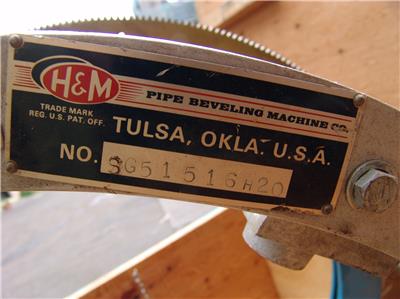 H&M
TRADE MARK
REG. U.S. PAT. OFF.
PIPE BEVELING MACHINE CO.
TULSA, OKLA. U.S.A.
NO. SG51516H20